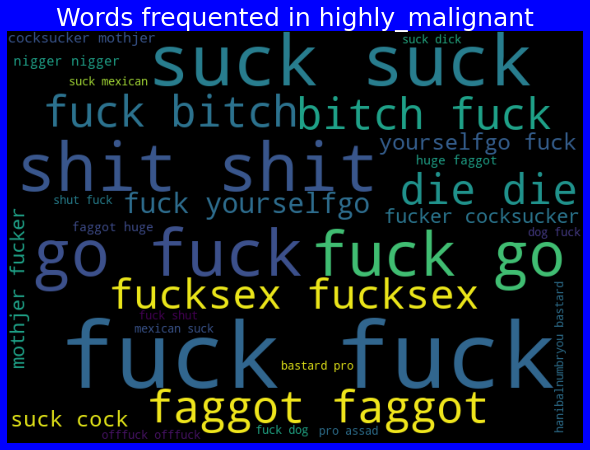 Words frequented in highly_malignant
cocksucker mothjer
suck dick
suck suck
nigger nigger
suck mexican
fuck bitch
bitch fuck
yourselfgo fuck
shit shit
huge faggot
die die
shut fuck
fuck yourselfgo
fucker cocksucker
mothjer fucker
faggot huge
dog fuck
go fuck
fuck go
fucksex fucksex
hanibalnumbryou bastard
fuck shut
mexican suck
fuck fuck
bastard pro
faggot faggot
suck cock
offfuck offfuck
fuck dog
pro assad